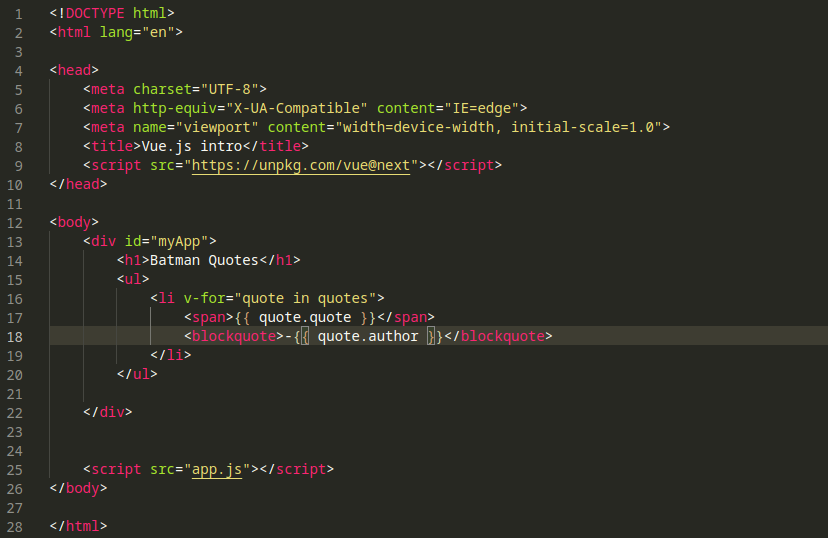 1 <!DOCTYPE html>
2 <html lang="en">
3
4 <head>
5     <meta charset="UTF-8">
6     <meta http-equiv="X-UA-Compatible" content="IE=edge">
7     <meta name="viewport" content="width=device-width, initial-scale=1.0">
8     <title>Vue.js intro</title>
9     <script src="https://unpkg.com/vue@next"></script>
10 </head>
11
12 <body>
13     <div id="myApp">
14         <h1>Batman Quotes</h1>
15         <ul>
16             <li v-for="quote in quotes">
17                 <span>{{ quote.quote }}</span>
18                 <blockquote>-{{ quote.author }}</blockquote>
19             </li>
20         </ul>
21
22     </div>
23
24
25     <script src="app.js"></script>
26 </body>
27
28 </html>